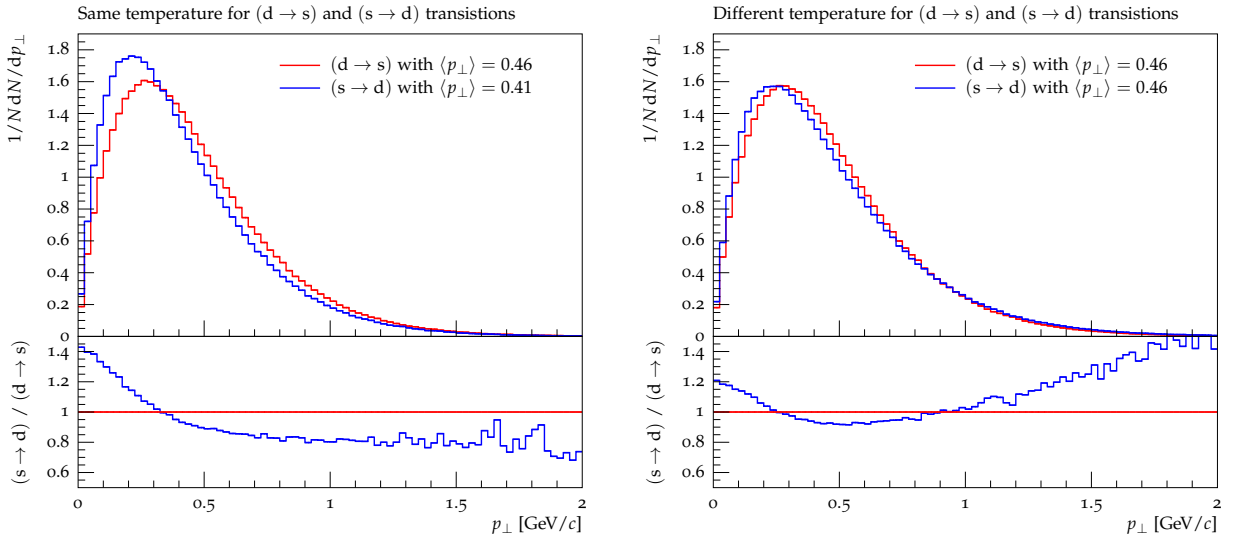 Same temperature for (d → s) and (s → d) transistions
1/N dN/dp⊥
1.8
1.6
1.4
1.2
1
0.8
0.6
0.4
0.2
0
(d → s) with ⟨p⊥⟩ = 0.46
(s → d) with ⟨p⊥⟩ = 0.41
(s → d) / (d → s)
1.4
1.2
1
0.8
0.6
0 0.5 1 1.5 2
p⊥ [GeV/c]
Different temperature for (d → s) and (s → d) transistions
1/N dN/dp⊥
1.8
1.6
1.4
1.2
1
0.8
0.6
0.4
0.2
0
(d → s) with ⟨p⊥⟩ = 0.46
(s → d) with ⟨p⊥⟩ = 0.46
(s → d) / (d → s)
1.4
1.2
1
0.8
0.6
0 0.5 1 1.5 2
p⊥ [GeV/c]